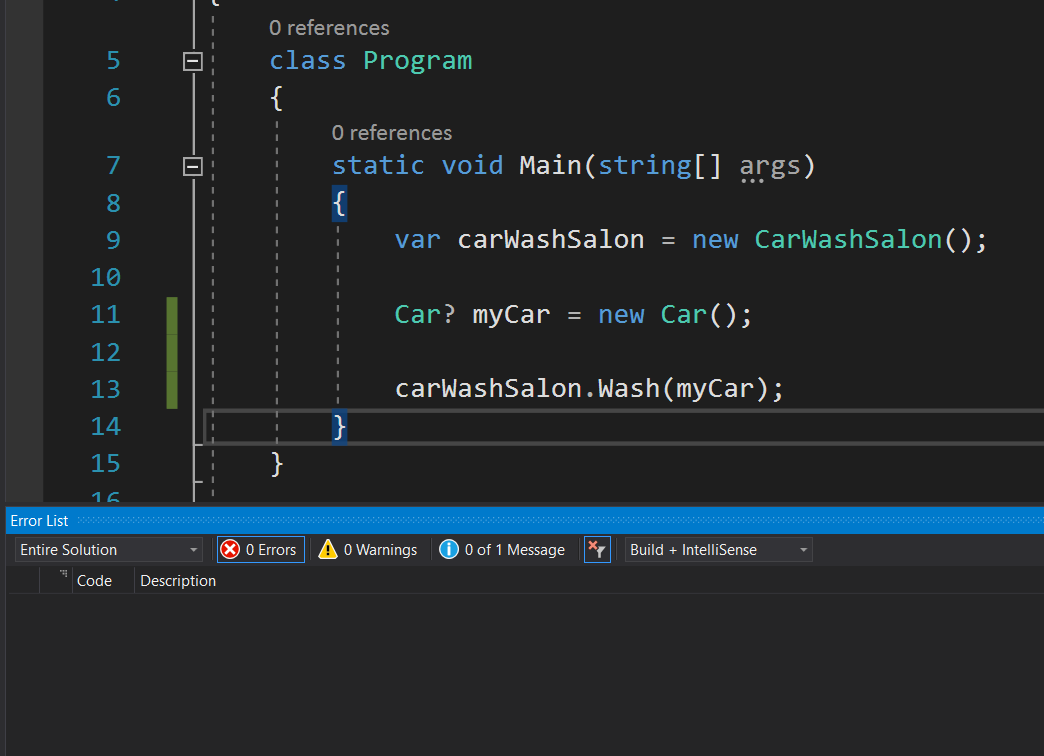 {
0 references
5 class Program
6 {
0 references
7 static void Main(string[] args)
8 {
9 var carWashSalon = new CarWashSalon();
10
11 Car? myCar = new Car();
12
13 carWashSalon.Wash(myCar);
14 }
15 }
16
Error List
Entire Solution 0 Errors 0 Warnings 0 of 1 Message Build + IntelliSense
Code Description